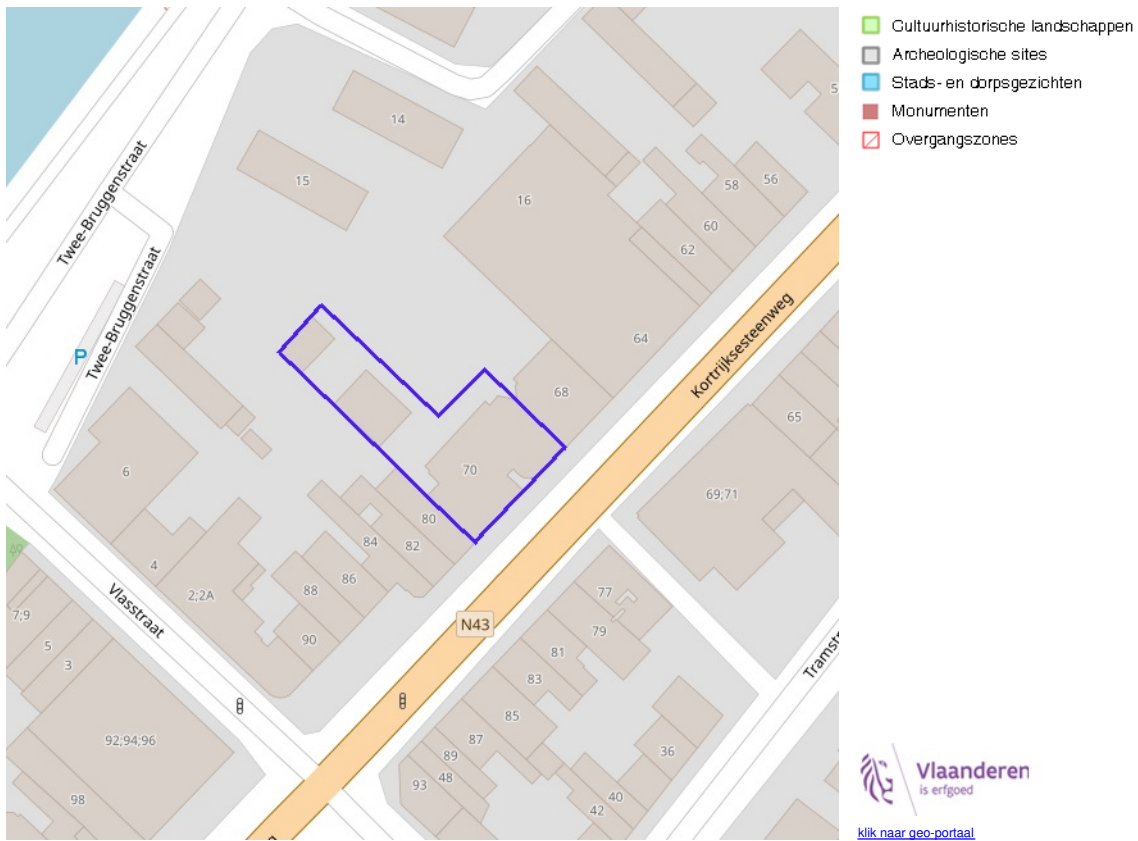 Cultuurhistorische landschappen
Archeologische sites
Stads- en dorpsgezichten
Monumenten
Overgangszones
14
15
16
58
56
60
62
64
68
70
80
82
84
86
88
90
6
4
2;2A
Twee-Bruggenstraat
Twee-Bruggenstraat
P
Kortrijksesteenweg
65
69;71
N43
Vlasstraat
7;9
5
3
92;94;96
98
77
79
81
83
85
87
89
48
93
36
40
42
Tramstr
Vlaanderen
is erfgoed
klik naar geo-portaal